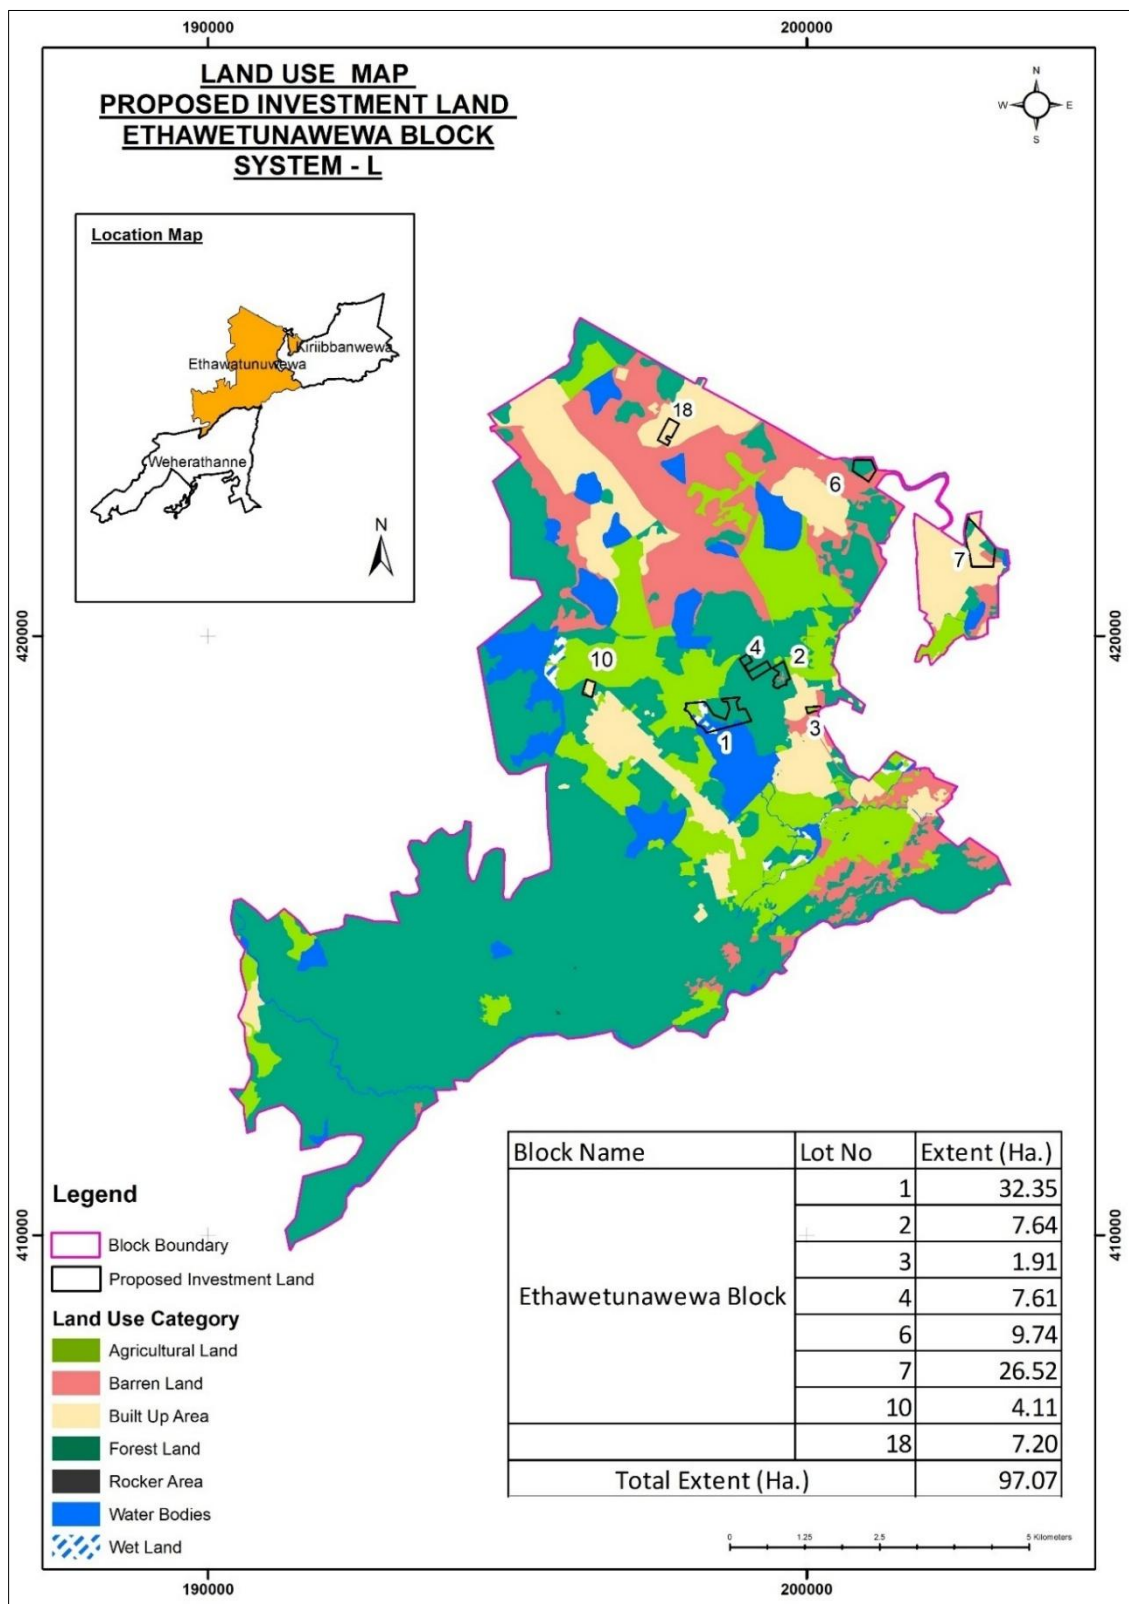 190000
200000
LAND USE MAP
PROPOSED INVESTMENT LAND
ETHAWETUNAWEWA BLOCK
SYSTEM - L
N
W
E
S
Location Map
Kiriibbanwewa
Ethawatunuwewa
Weherathanne
N
18
6
7
420000
420000
4
10
2
3
1
Block Name Lot No Extent (Ha.)
1 32.35
2 7.64
3 1.91
Ethawetunawewa Block 4 7.61
6 9.74
7 26.52
10 4.11
18 7.20
Total Extent (Ha.) 97.07
410000
410000
Legend
Block Boundary
Proposed Investment Land
Land Use Category
Agricultural Land
Barren Land
Built Up Area
Forest Land
Rocker Area
Water Bodies
Wet Land
0 1.25 2.5 5 Kilometers
190000
200000